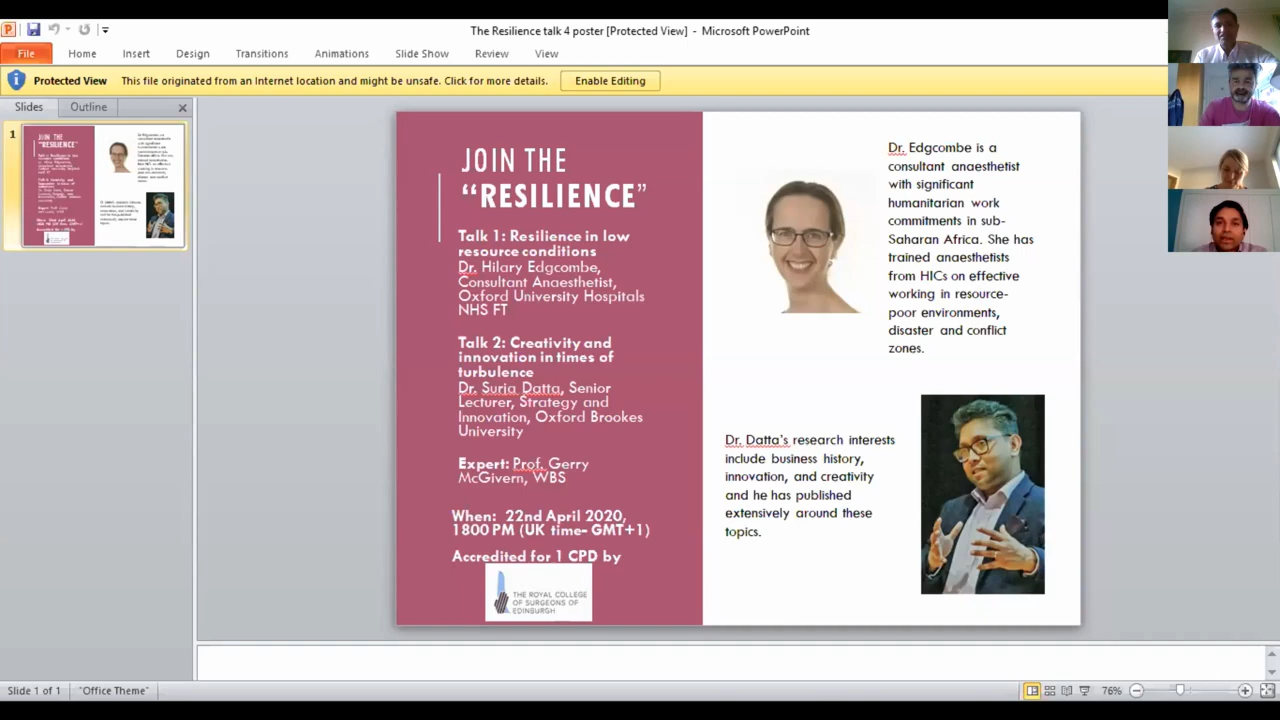 The Resilience talk 4 poster [Protected View] - Microsoft PowerPoint
File Home Insert Design Transitions Animations Slide Show Review View
Protected View This file originated from an Internet location and might be unsafe. Click for more details. Enable Editing
Slides Outline
1
JOIN THE
“RESILIENCE”
Talk 1: Resilience in low
resource conditions
Dr. Hilary Edgcombe,
Consultant Anaesthetist,
Oxford University Hospitals
NHS FT
Talk 2: Creativity and
innovation in times of
turbulence
Dr. Suria Datta, Senior
Lecturer, Strategy and
Innovation, Oxford Brookes
University
Expert: Prof. Gerry
McGivern, WBS
When: 22nd April 2020,
1800 PM (UK time- GMT+1)
Accredited for 1 CPD by
THE ROYAL COLLEGE
OF SURGEONS OF
EDINBURGH
Dr. Edgcombe is a
consultant anaesthetist
with significant
humanitarian work
commitments in sub-
Saharan Africa. She has
trained anaesthetists
from HICs on effective
working in resource-
poor environments,
disaster and conflict
zones.
Dr. Datta’s research interests
include business history,
innovation, and creativity
and he has published
extensively around these
topics.
Slide 1 of 1 "Office Theme" 76%